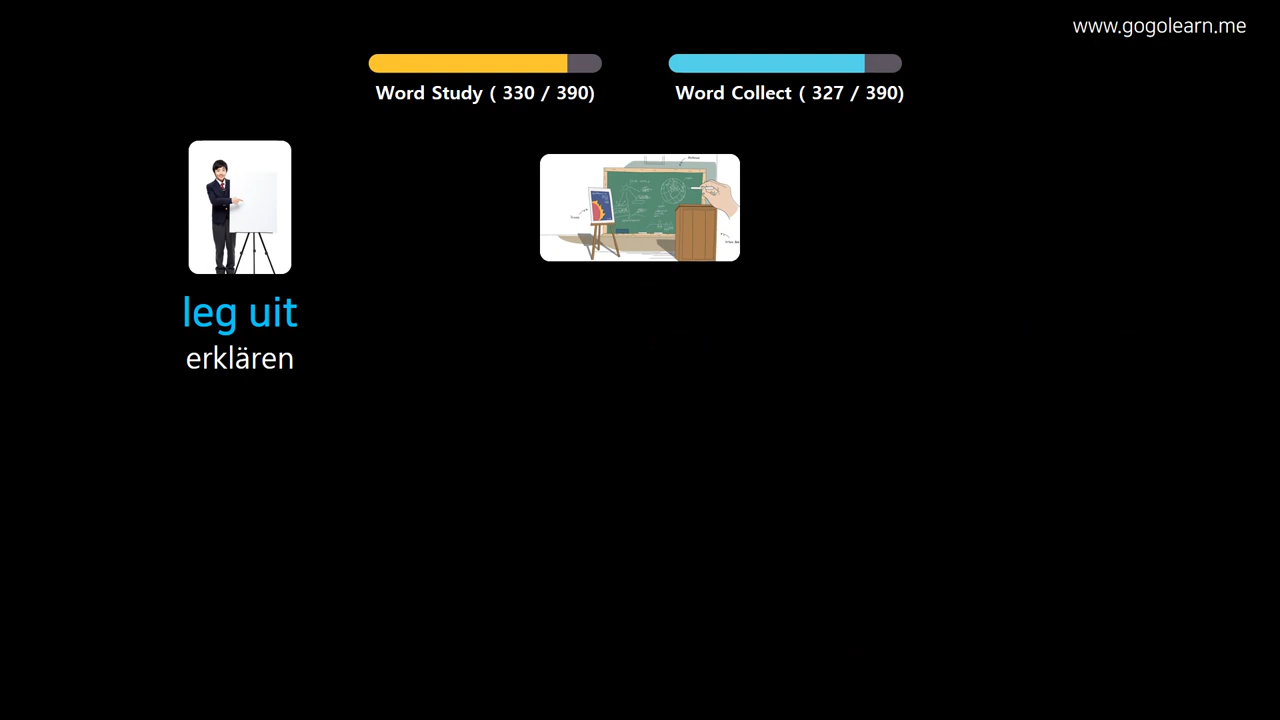 www.gogolearn.me
Word Study ( 330 / 390)
Word Collect ( 327 / 390)
leg uit
erklären